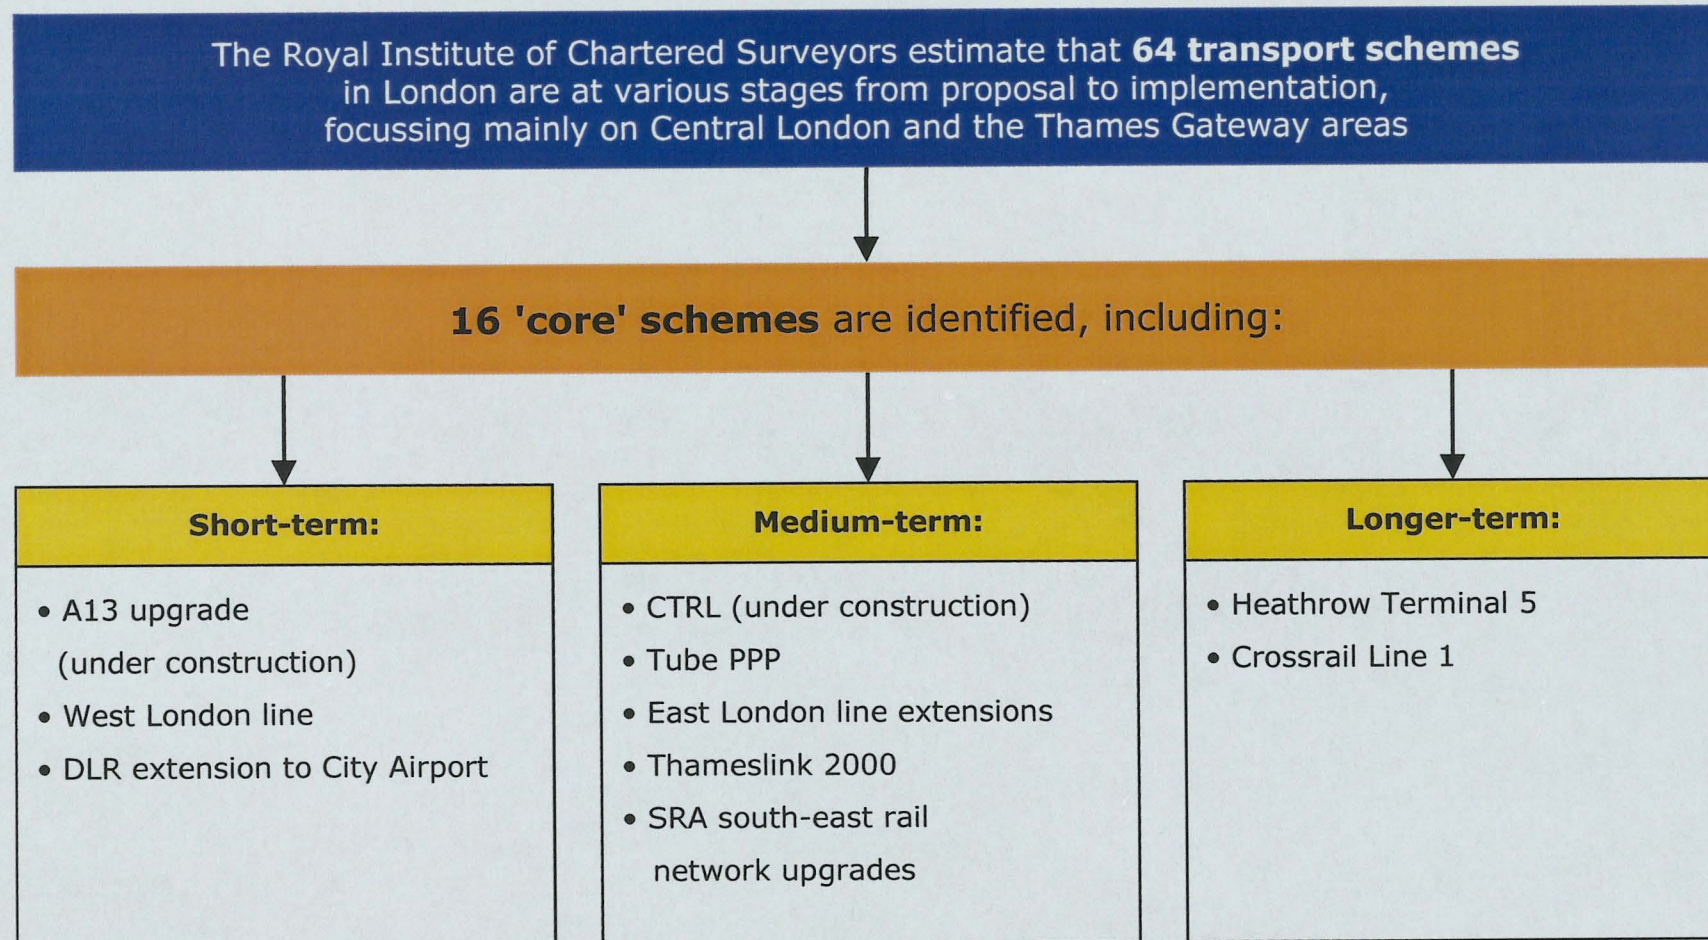 The Royal Institute of Chartered Surveyors estimate that 64 transport schemes
in London are at various stages from proposal to implementation,
focussing mainly on Central London and the Thames Gateway areas
16 'core' schemes are identified, including:
Short-term:
• A13 upgrade
(under construction)
• West London line
• DLR extension to City Airport
Medium-term:
• CTRL (under construction)
• Tube PPP
• East London line extensions
• Thameslink 2000
• SRA south-east rail
network upgrades
Longer-term:
• Heathrow Terminal 5
• Crossrail Line 1